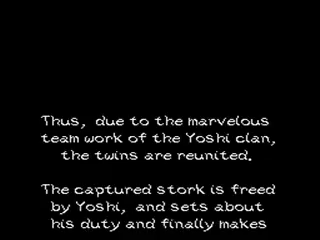 Thus, due to the marvelous
team work of the Yoshi clan,
the twins are reunited.
The captured stork is freed
by Yoshi, and sets about
his duty and finally makes